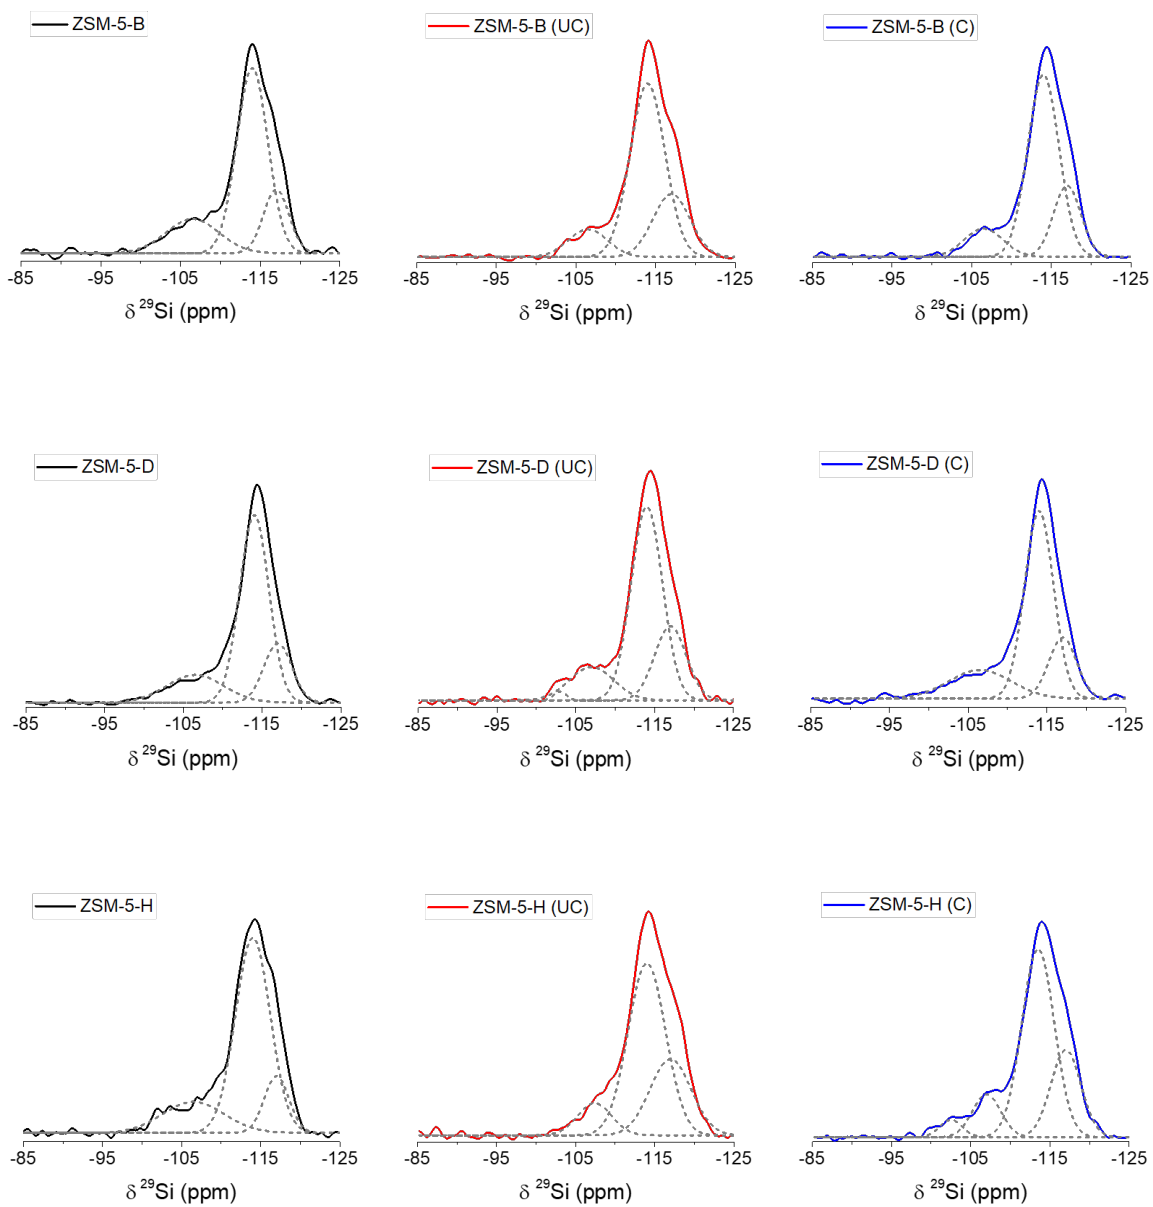 ZSM-5-B
ZSM-5-B (UC)
ZSM-5-B (C)
-85 -95 -105 -115 -125
-85 -95 -105 -115 -125
-85 -95 -105 -115 -125
δ ²⁹Si (ppm)
δ ²⁹Si (ppm)
δ ²⁹Si (ppm)
ZSM-5-D
ZSM-5-D (UC)
ZSM-5-D (C)
-85 -95 -105 -115 -125
-85 -95 -105 -115 -125
-85 -95 -105 -115 -125
δ ²⁹Si (ppm)
δ ²⁹Si (ppm)
δ ²⁹Si (ppm)
ZSM-5-H
ZSM-5-H (UC)
ZSM-5-H (C)
-85 -95 -105 -115 -125
-85 -95 -105 -115 -125
-85 -95 -105 -115 -125
δ ²⁹Si (ppm)
δ ²⁹Si (ppm)
δ ²⁹Si (ppm)